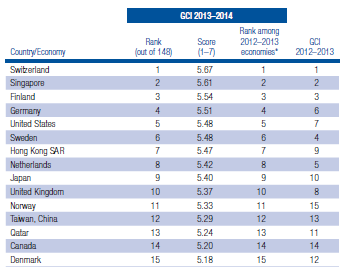 GCI 2013–2014
Rank among
Rank Score 2012–2013 GCI
Country/Economy (out of 148) (1–7) economies* 2012–2013
Switzerland 1 5.67 1 1
Singapore 2 5.61 2 2
Finland 3 5.54 3 3
Germany 4 5.51 4 6
United States 5 5.48 5 7
Sweden 6 5.48 6 4
Hong Kong SAR 7 5.47 7 9
Netherlands 8 5.42 8 5
Japan 9 5.40 9 10
United Kingdom 10 5.37 10 8
Norway 11 5.33 11 15
Taiwan, China 12 5.29 12 13
Qatar 13 5.24 13 11
Canada 14 5.20 14 14
Denmark 15 5.18 15 12